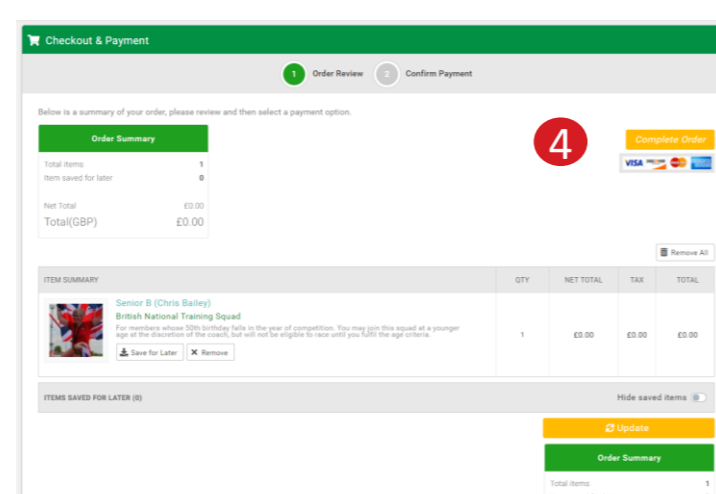 Checkout & Payment
1 Order Review 2 Confirm Payment
Below is a summary of your order, please review and then select a payment option.
Order Summary
Total items 1
Item saved for later 0
Net Total £0.00
Total(GBP) £0.00
4
Complete Order
VISA
Remove All
ITEM SUMMARY QTY NET TOTAL TAX TOTAL
Senior B (Chris Bailey)
British National Training Squad
For members whose 50th birthday falls in the year of competition. You may join this squad at a younger
age at the discretion of the coach, but will not be eligible to race until you fulfil the age criteria.
1 £0.00 £0.00 £0.00
Save for Later Remove
ITEMS SAVED FOR LATER (0) Hide saved items
Update
Order Summary
Total items 1